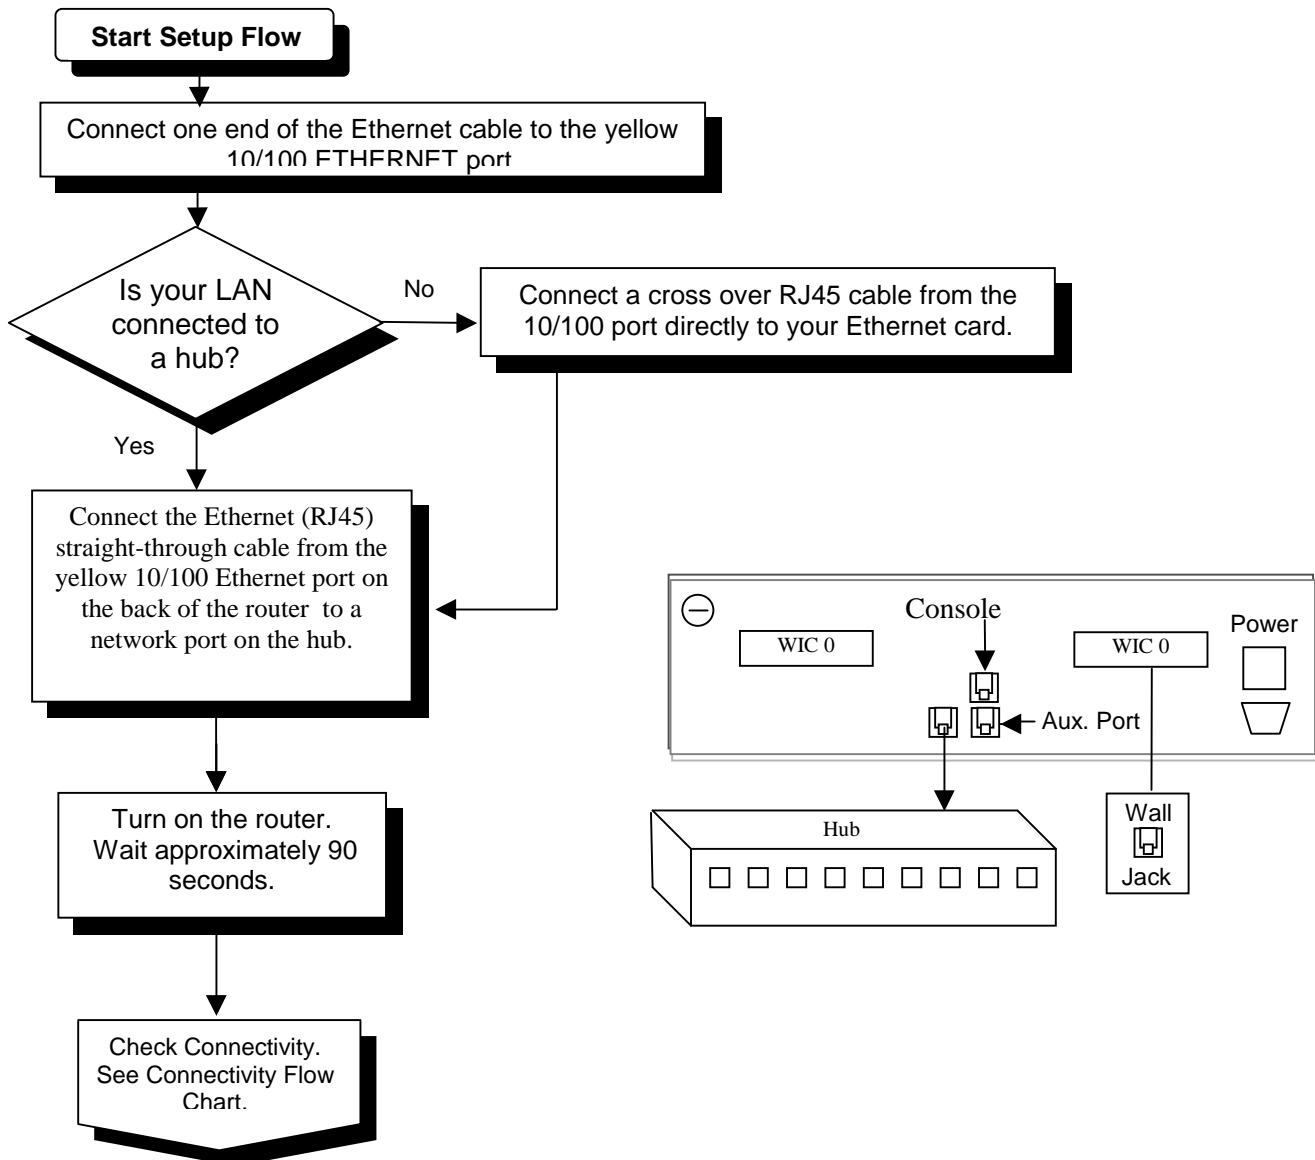 Start Setup Flow
Connect one end of the Ethernet cable to the yellow
10/100 ETHERNET port
Is your LAN
connected to
a hub?
No
Connect a cross over RJ45 cable from the
10/100 port directly to your Ethernet card.
Yes
Connect the Ethernet (RJ45)
straight-through cable from the
yellow 10/100 Ethernet port on
the back of the router to a
network port on the hub.
Turn on the router.
Wait approximately 90
seconds.
Check Connectivity.
See Connectivity Flow
Chart.
Console
WIC 0
WIC 0
Power
Aux. Port
Hub
Wall
Jack